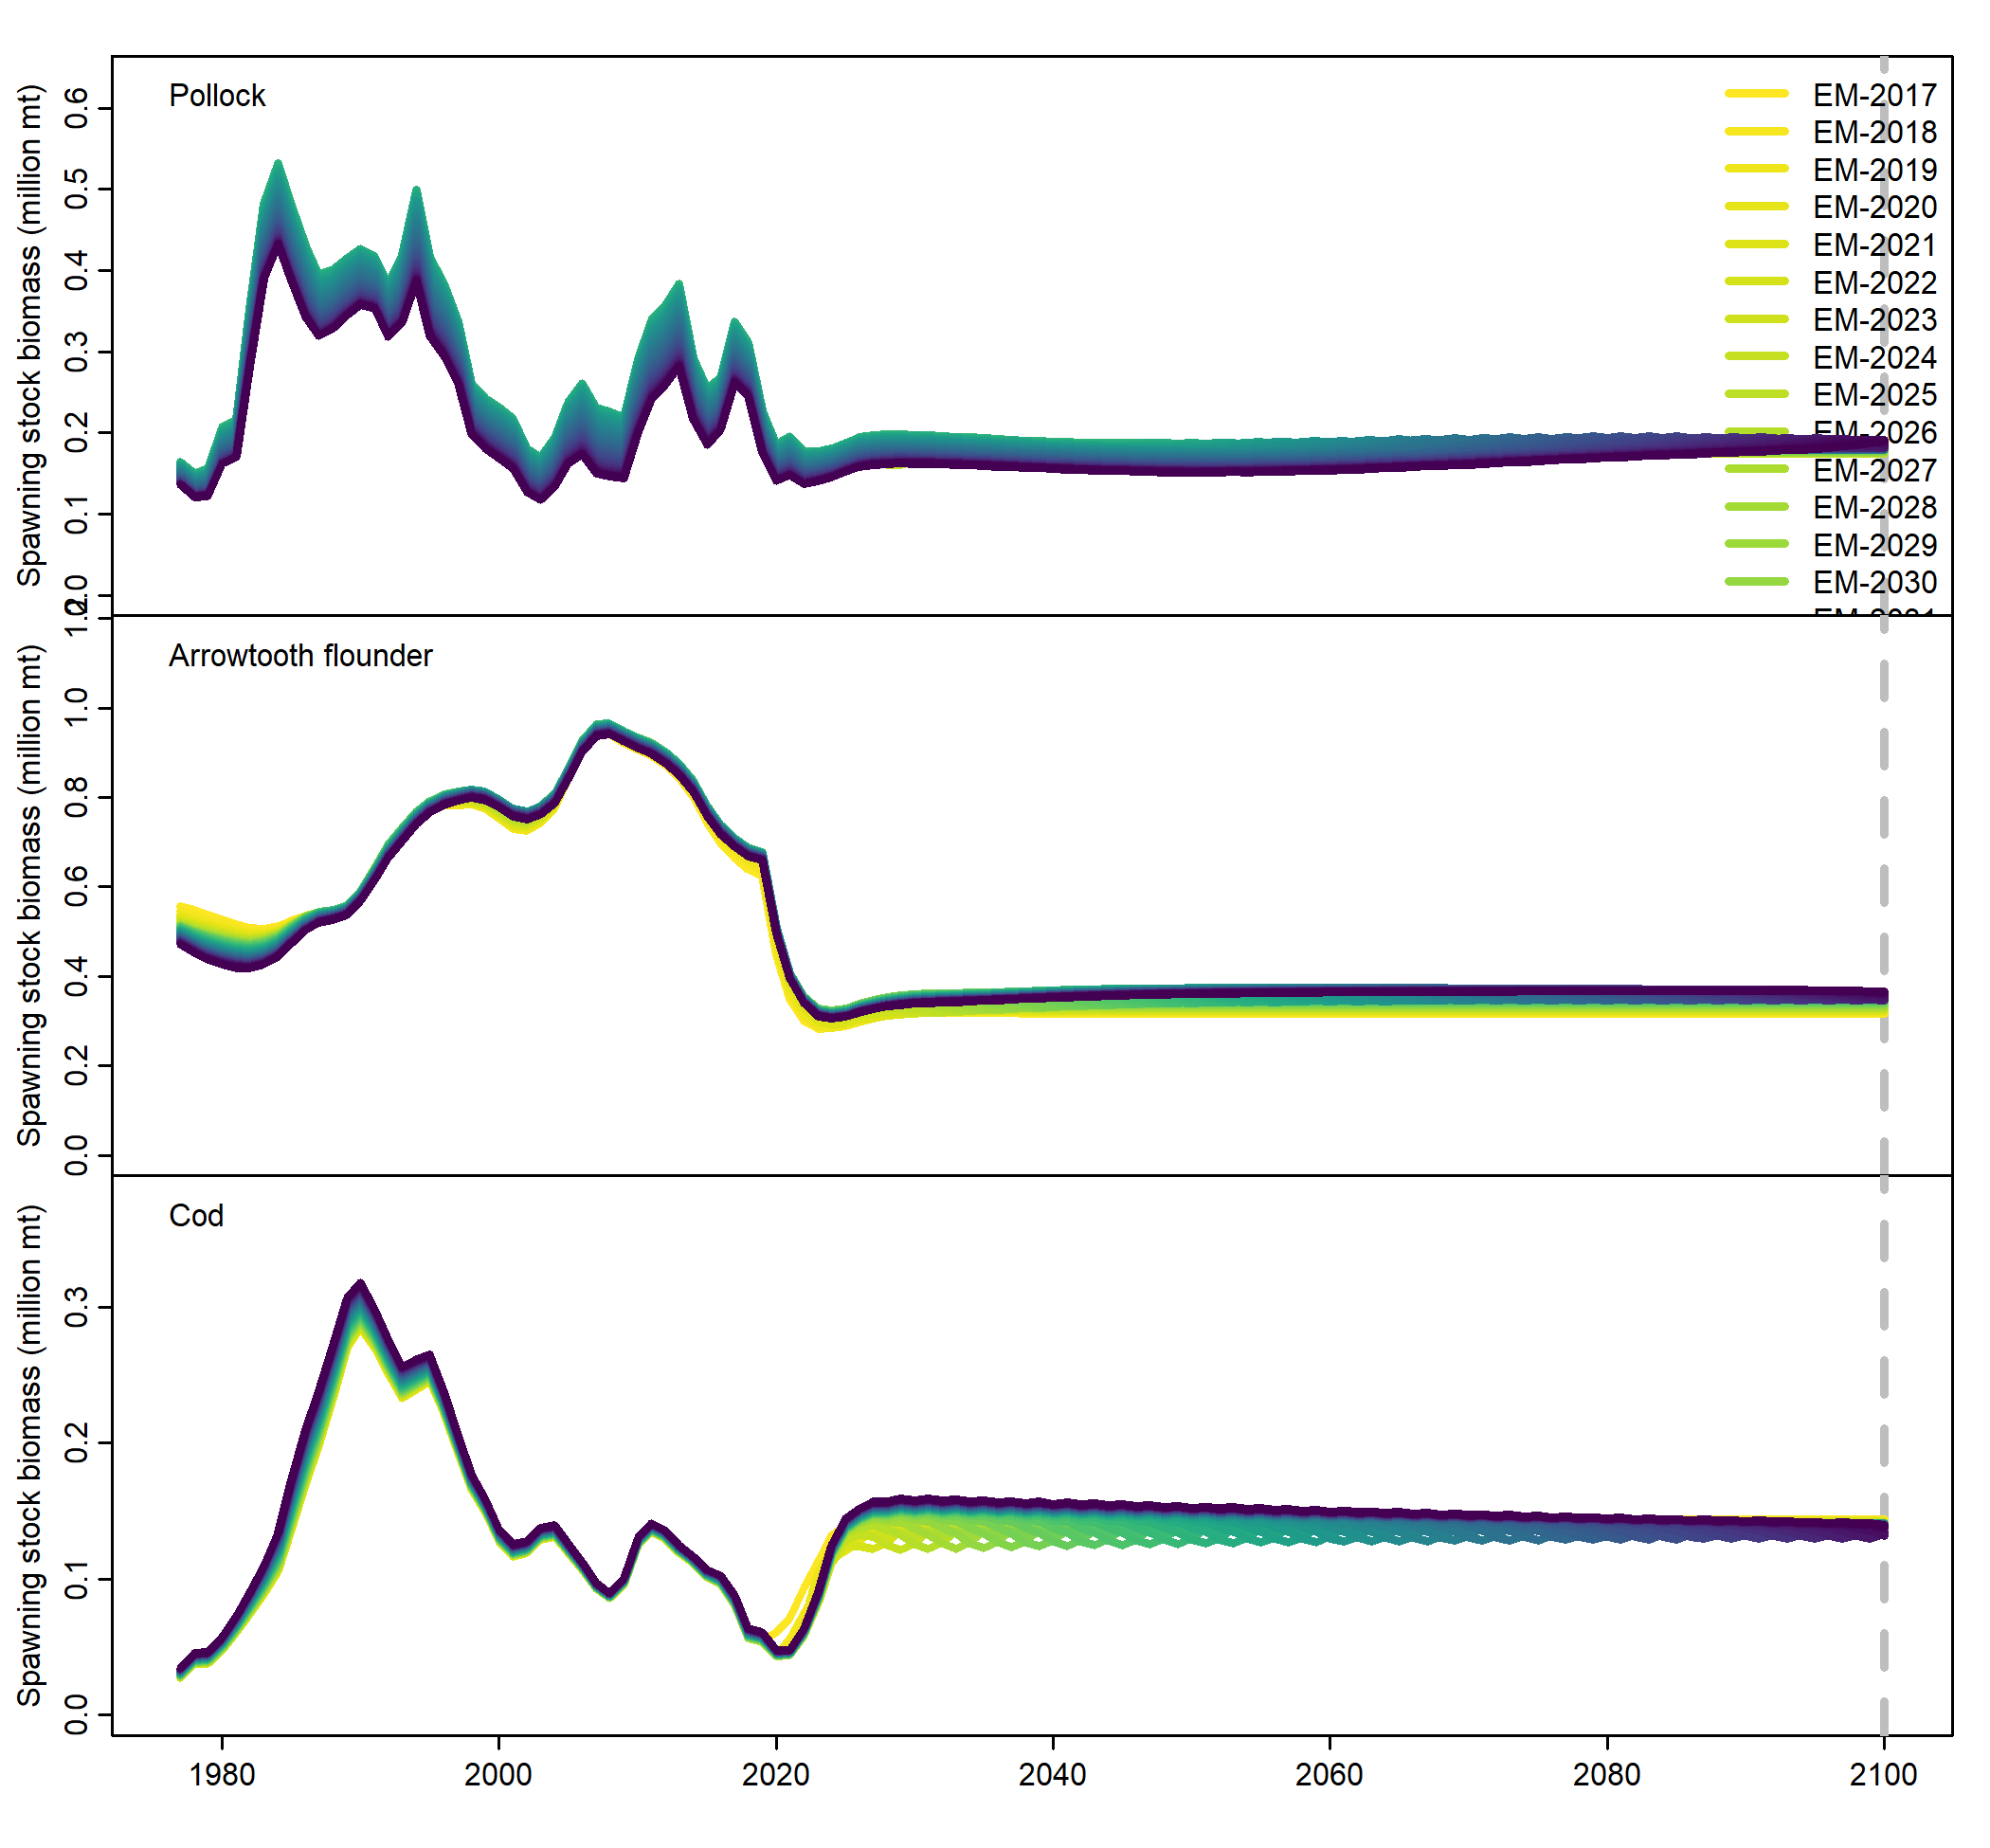 Pollock
EM-2017
EM-2018
EM-2019
EM-2020
EM-2021
EM-2022
EM-2023
EM-2024
EM-2025
EM-2026
EM-2027
EM-2028
EM-2029
EM-2030
Spawning stock biomass (million mt)
0.6
0.5
0.4
0.3
0.2
0.1
0.0
Arrowtooth flounder
Spawning stock biomass (million mt)
1.2
1.0
0.8
0.6
0.4
0.2
0.0
Cod
Spawning stock biomass (million mt)
0.3
0.2
0.1
0.0
1980
2000
2020
2040
2060
2080
2100